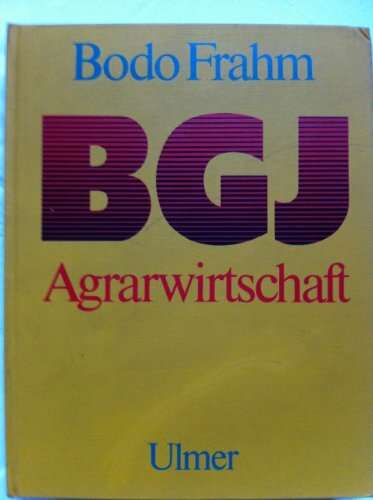 Bodo Frahm
BGJ
Agrarwirtschaft
Ulmer